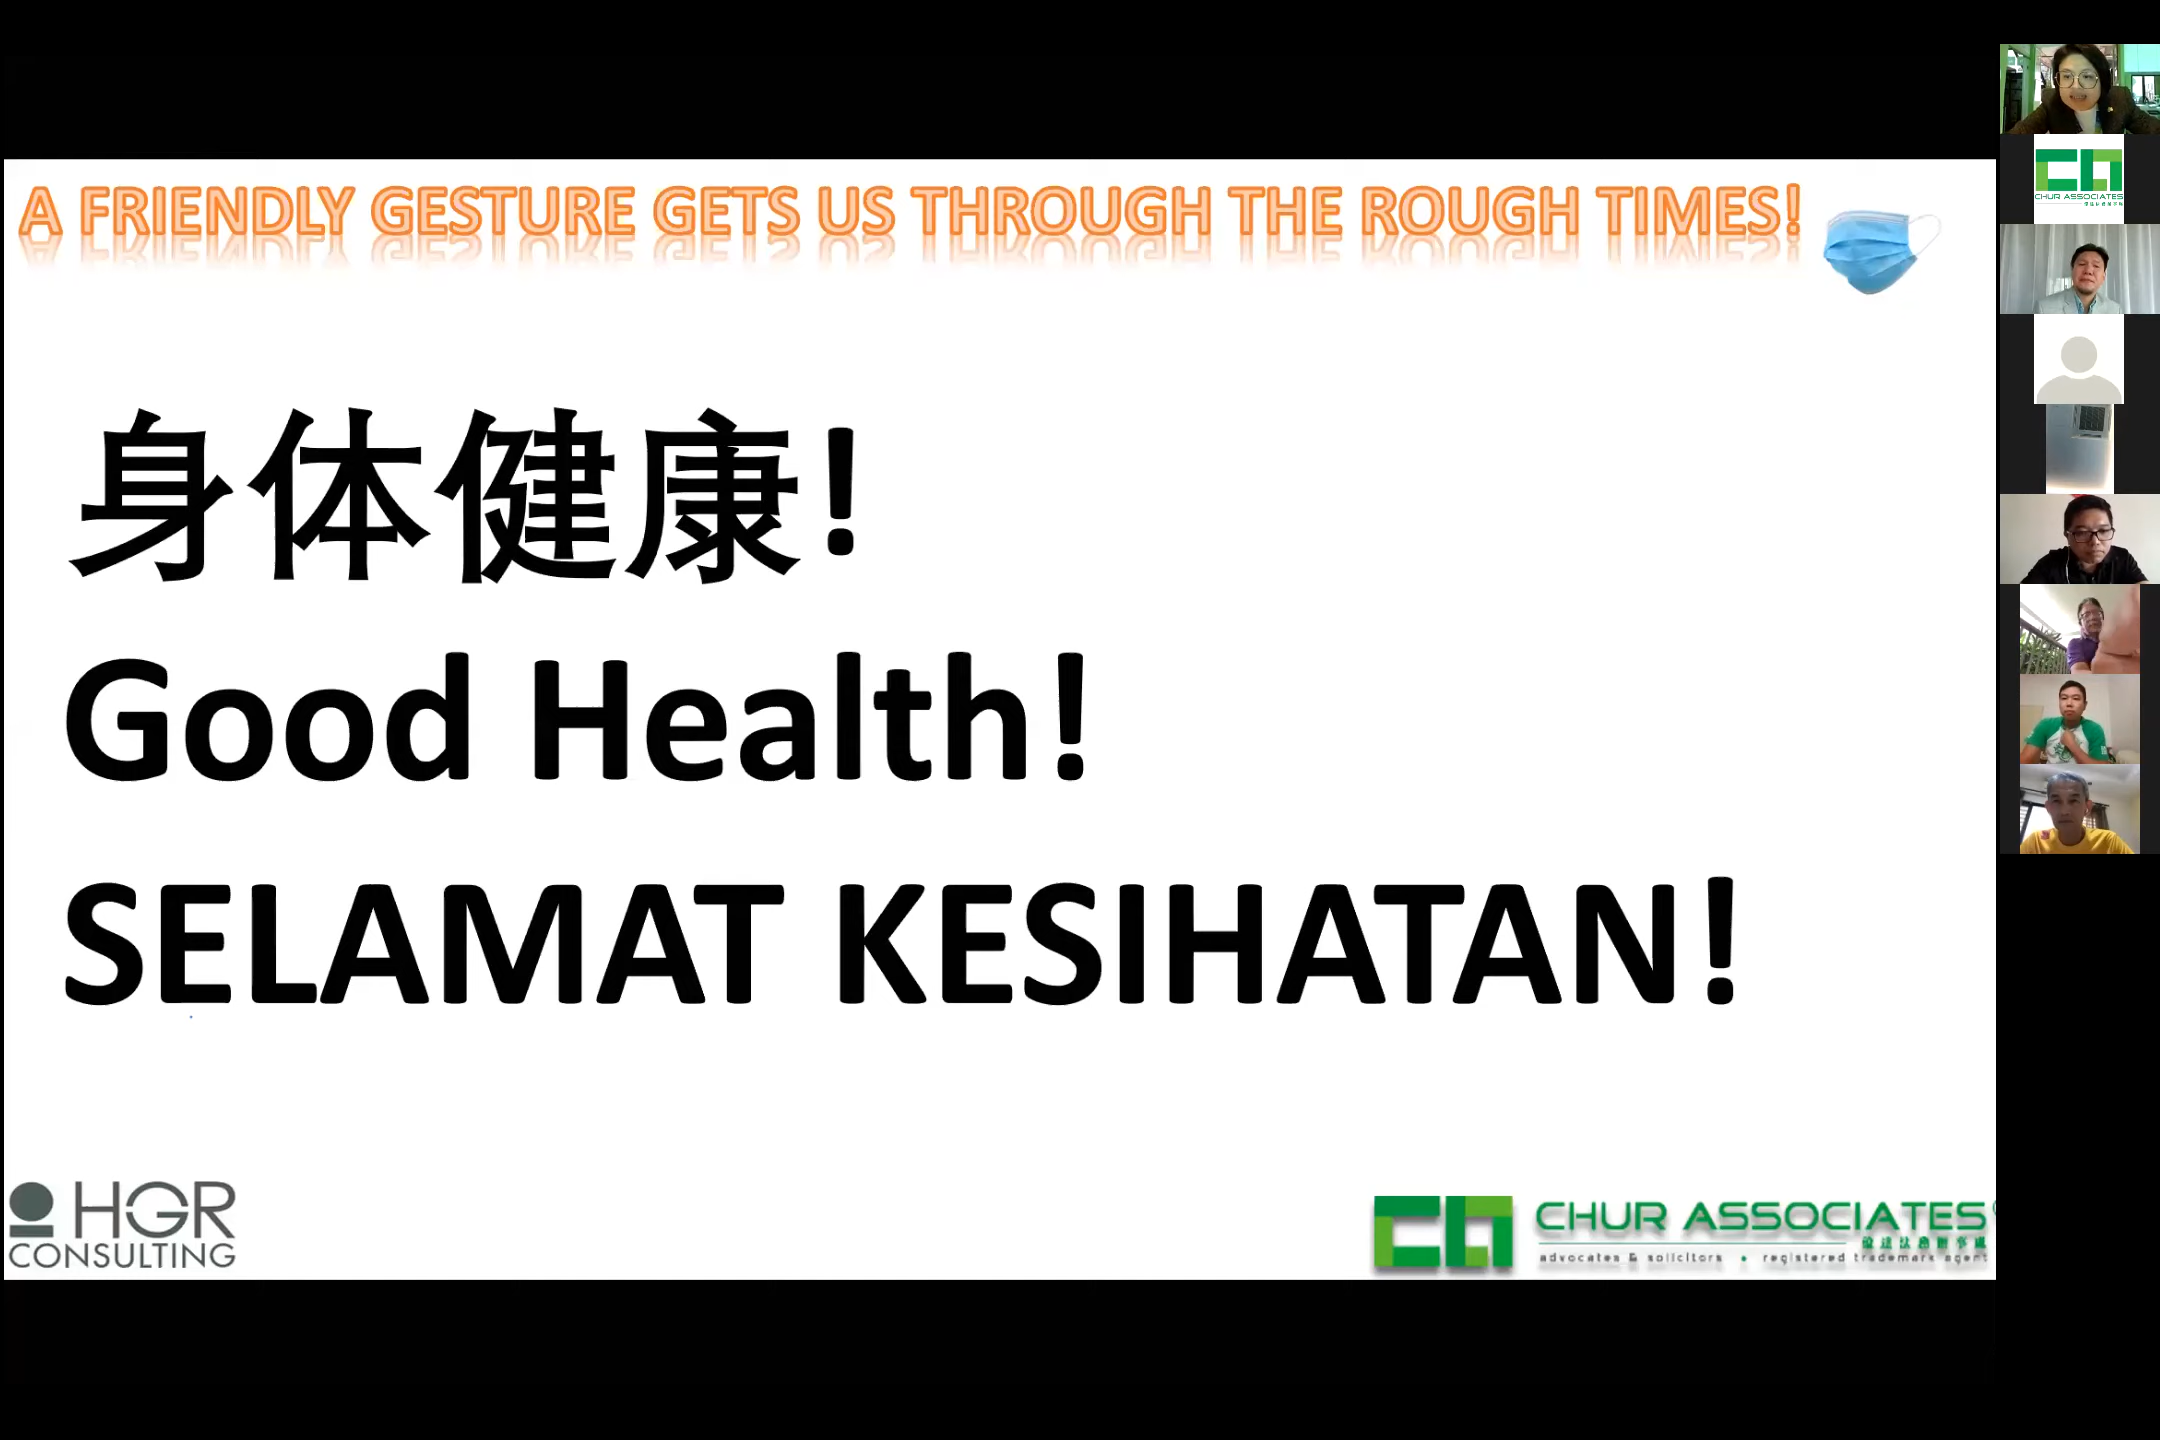 A FRIENDLY GESTURE GETS US THROUGH THE ROUGH TIMES!
身体健康!
Good Health!
SELAMAT KESIHATAN!
HGR
CONSULTING
CHUR ASSOCIATES
advocates & solicitors • registered trademark agent
CHUR ASSOCIATES